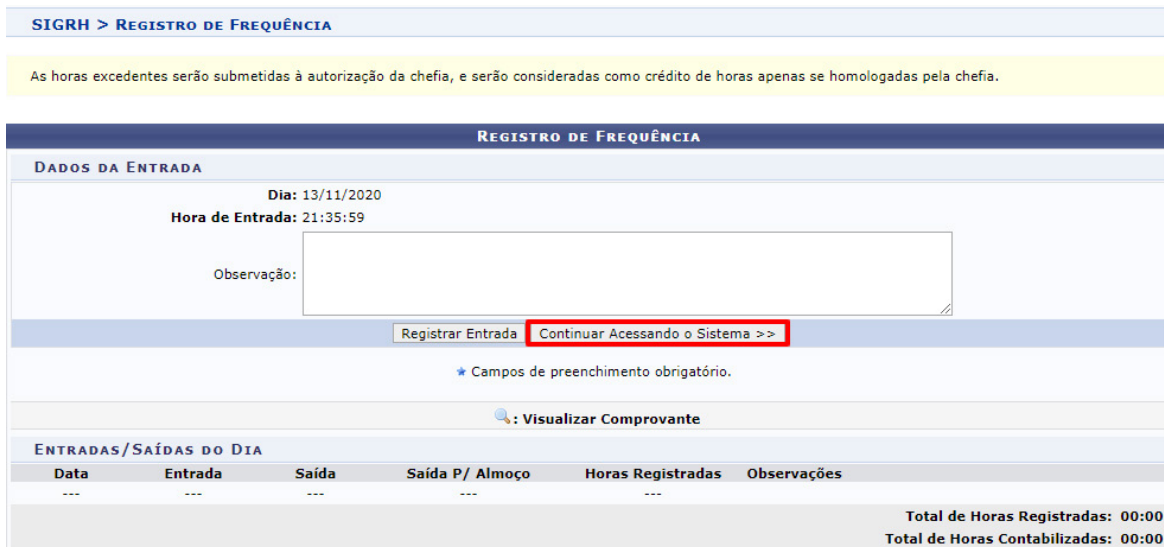 SIGRH > REGISTRO DE FREQUÊNCIA
As horas excedentes serão submetidas à autorização da chefia, e serão consideradas como crédito de horas apenas se homologadas pela chefia.
REGISTRO DE FREQUÊNCIA
DADOS DA ENTRADA
Dia: 13/11/2020
Hora de Entrada: 21:35:59
Observação:
Registrar Entrada Continuar Acessando o Sistema >>
Campos de preenchimento obrigatório.
: Visualizar Comprovante
ENTRADAS/SAÍDAS DO DIA
Data Entrada Saída Saída P/ Almoço Horas Registradas Observações
--- --- --- --- ---
Total de Horas Registradas: 00:00
Total de Horas Contabilizadas: 00:00